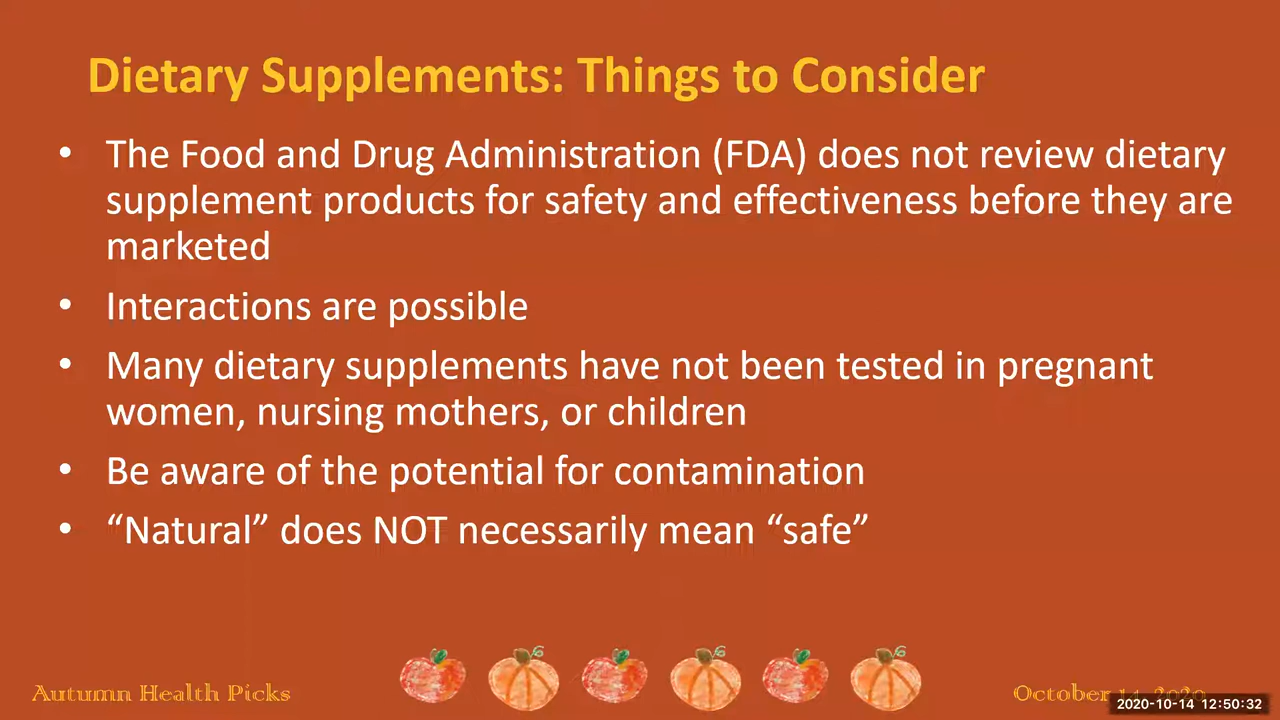 Dietary Supplements: Things to Consider
• The Food and Drug Administration (FDA) does not review dietary
supplement products for safety and effectiveness before they are
marketed
• Interactions are possible
• Many dietary supplements have not been tested in pregnant
women, nursing mothers, or children
• Be aware of the potential for contamination
• “Natural” does NOT necessarily mean “safe”
Autumn Health Picks
October 14, 2020
2020-10-14 12:50:32